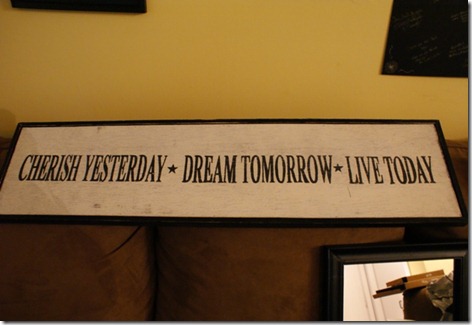 CHERISH YESTERDAY ★ DREAM TOMORROW ★ LIVE TODAY